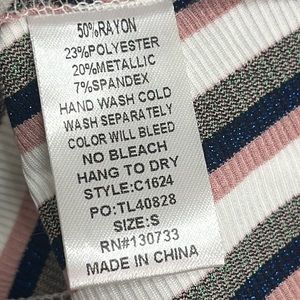 50%RAYON
23%POLYESTER
20%METALLIC
7%SPANDEX
HAND WASH COLD
WASH SEPARATELY
COLOR WILL BLEED
NO BLEACH
HANG TO DRY
STYLE:C1624
PO:TL40828
SIZE:S
RN#130733
MADE IN CHINA